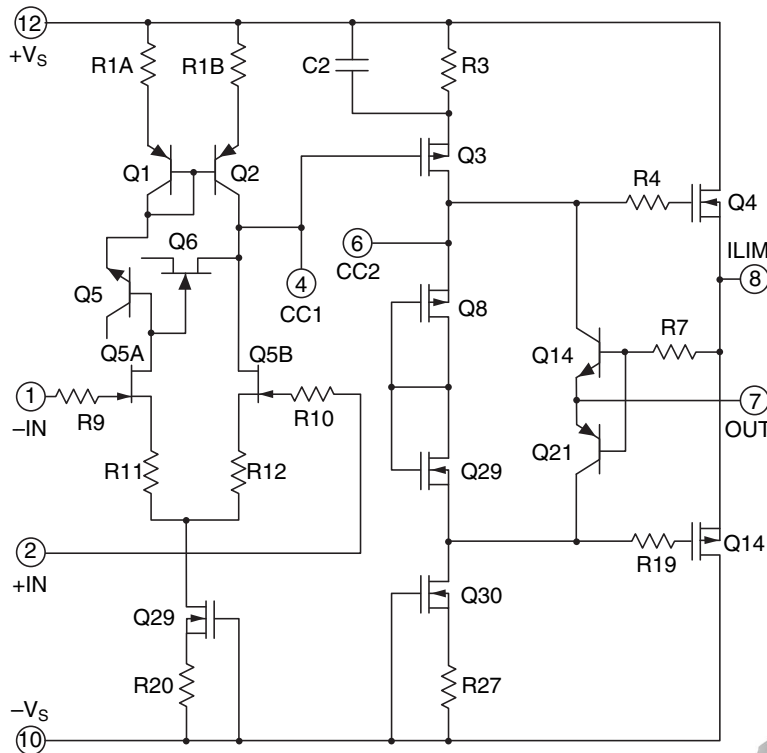 12
+VS
R1A
R1B
C2
R3
Q1
Q2
Q3
R4
Q4
Q6
6
CC2
4
CC1
ILIM
8
Q5
Q8
Q5A
Q5B
Q14
R7
1
–IN
R9
R10
7
OUT
R11
R12
Q21
Q29
2
+IN
R19
Q14
Q29
Q30
R20
R27
–VS
10